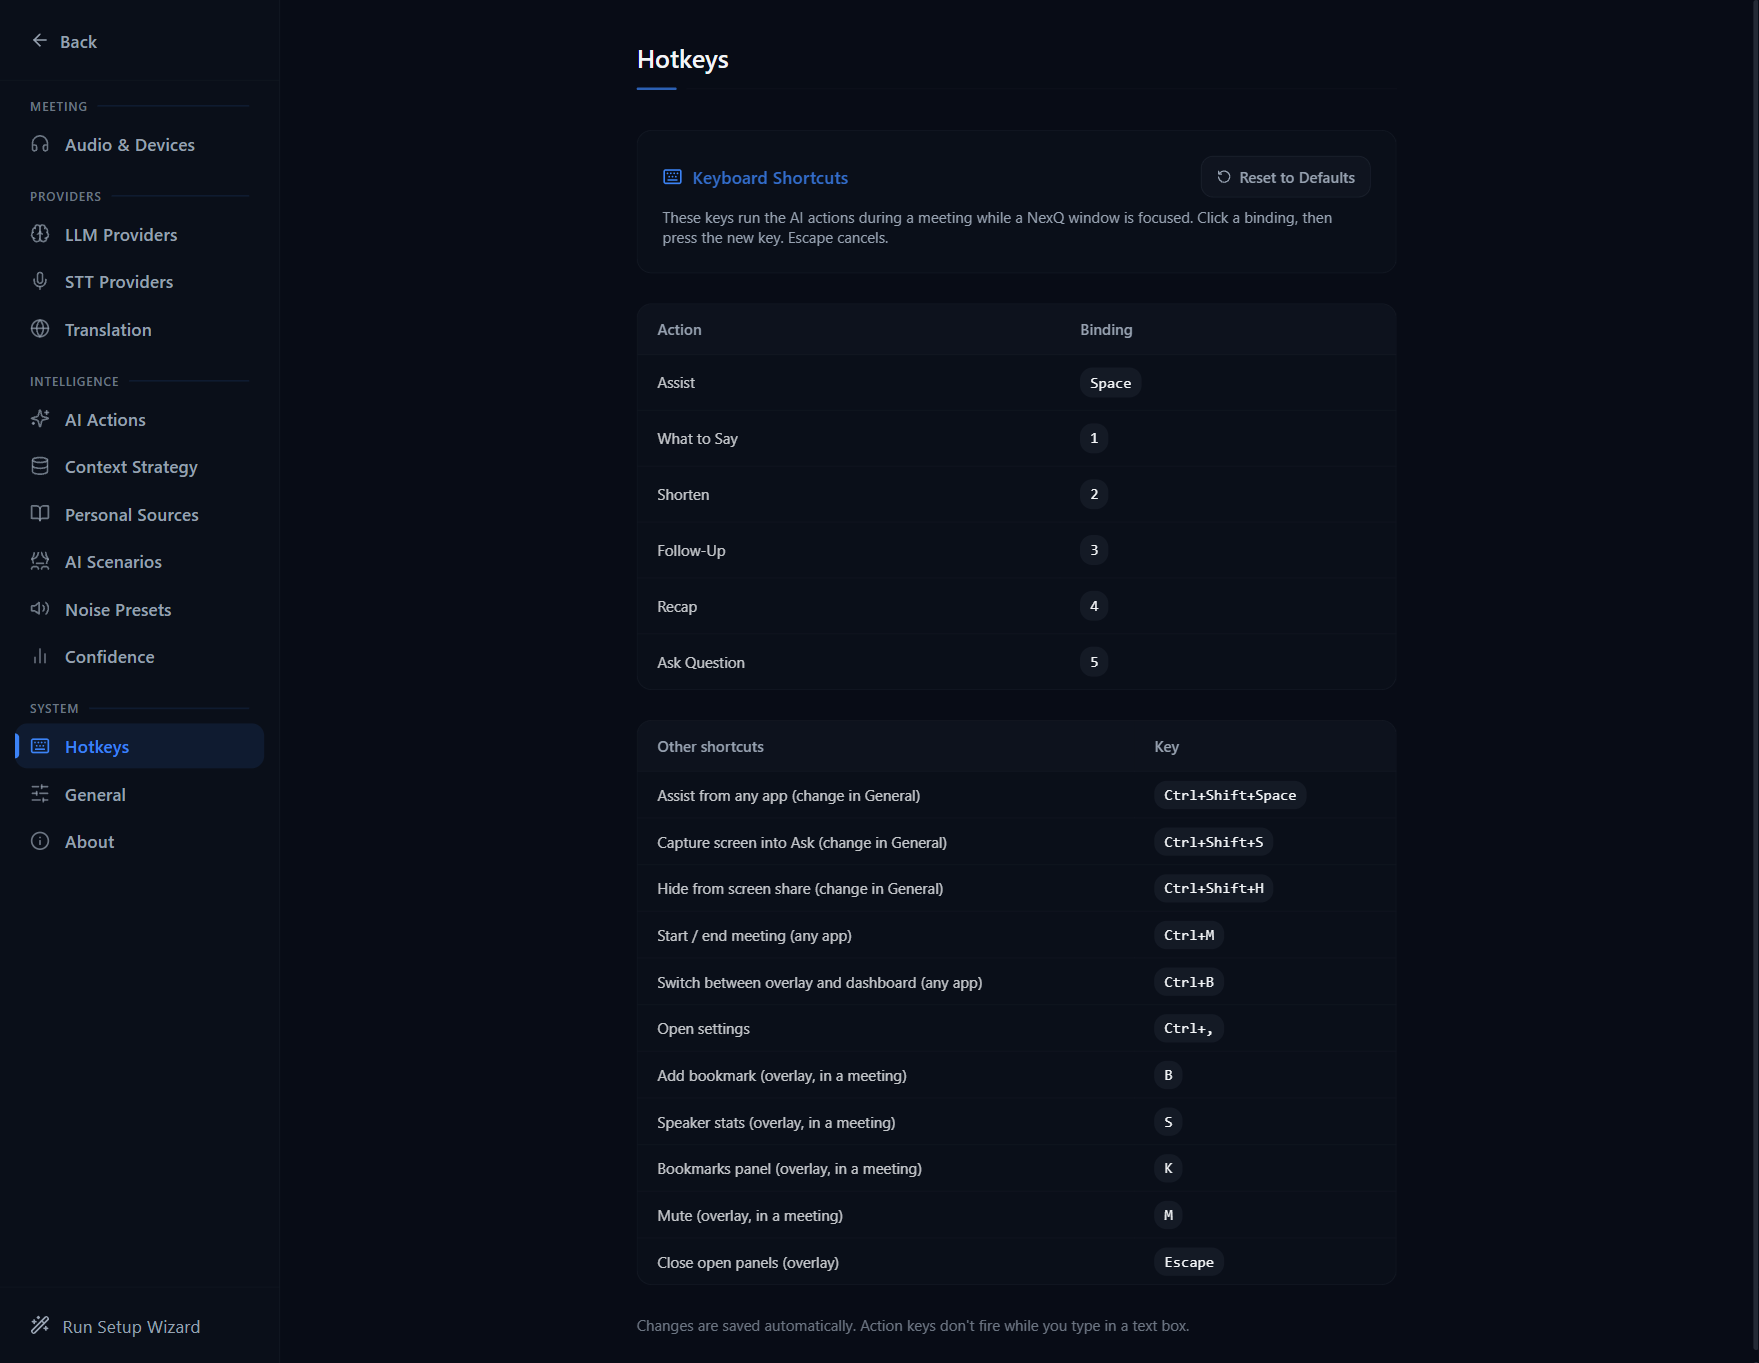 Back
MEETING
Audio & Devices
PROVIDERS
LLM Providers
STT Providers
Translation
INTELLIGENCE
AI Actions
Context Strategy
Personal Sources
AI Scenarios
Noise Presets
Confidence
SYSTEM
Hotkeys
General
About
Run Setup Wizard
Hotkeys
Keyboard Shortcuts
Reset to Defaults
These keys run the AI actions during a meeting while a NexQ window is focused. Click a binding, then
press the new key. Escape cancels.
Action Binding
Assist Space
What to Say 1
Shorten 2
Follow-Up 3
Recap 4
Ask Question 5
Other shortcuts Key
Assist from any app (change in General) Ctrl+Shift+Space
Capture screen into Ask (change in General) Ctrl+Shift+S
Hide from screen share (change in General) Ctrl+Shift+H
Start / end meeting (any app) Ctrl+M
Switch between overlay and dashboard (any app) Ctrl+B
Open settings Ctrl+,
Add bookmark (overlay, in a meeting) B
Speaker stats (overlay, in a meeting) S
Bookmarks panel (overlay, in a meeting) K
Mute (overlay, in a meeting) M
Close open panels (overlay) Escape
Changes are saved automatically. Action keys don't fire while you type in a text box.